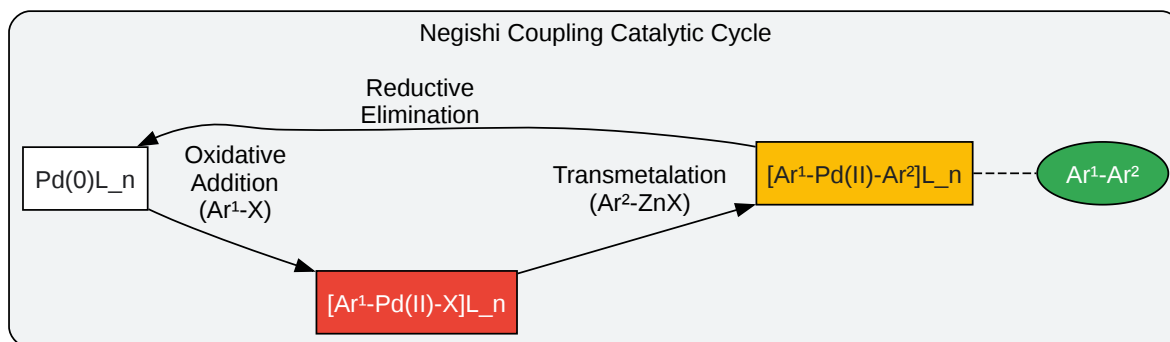 Negishi Coupling Catalytic Cycle
Reductive
Elimination
Pd(0)L_n
Oxidative
Addition
(Ar¹-X)
[Ar¹-Pd(II)-X]L_n
Transmetalation
(Ar²-ZnX)
[Ar¹-Pd(II)-Ar²]L_n
Ar¹-Ar²